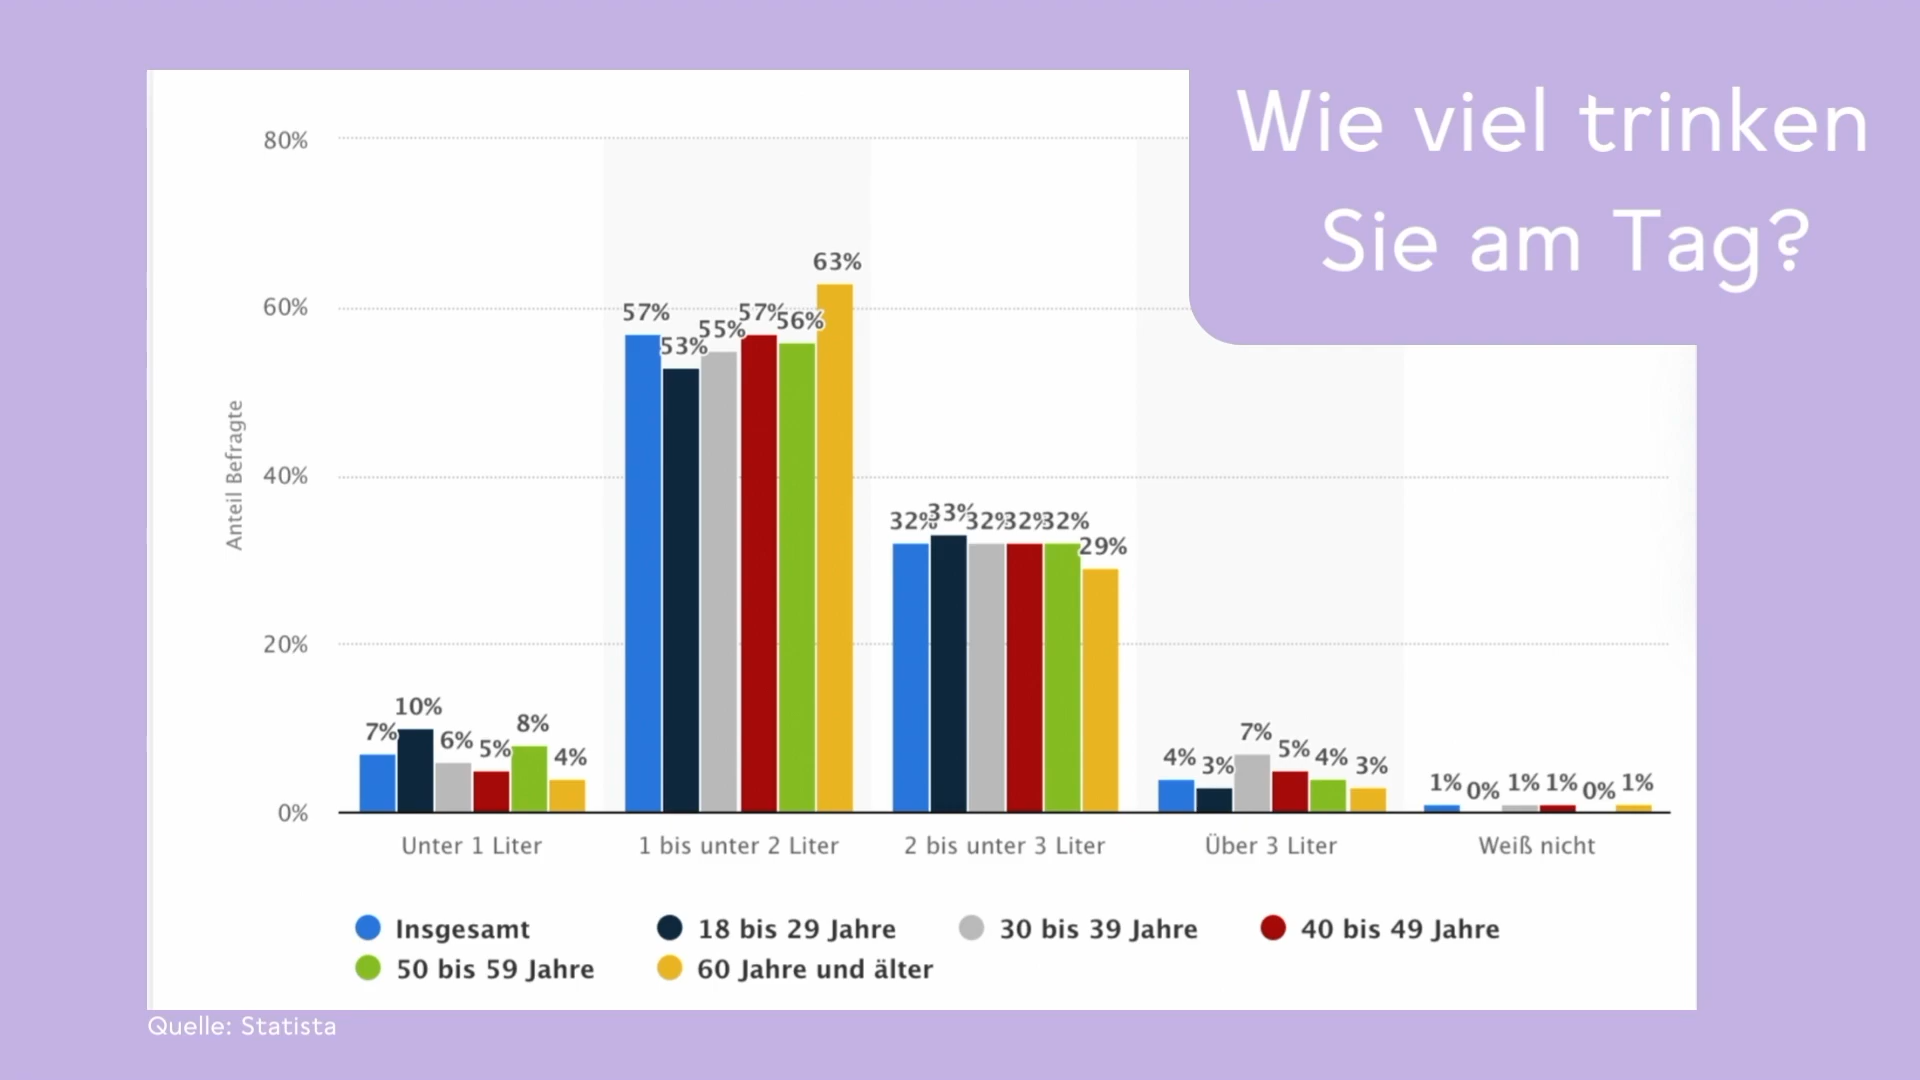 Wie viel trinken
Sie am Tag?
80%
60%
40%
20%
0%
Anteil Befragte
7% 10% 6% 5% 8% 4%
57% 53% 55% 57% 56% 63%
32% 33% 32% 32% 32% 29%
4% 3% 7% 5% 4% 3%
1% 0% 1% 1% 0% 1%
Unter 1 Liter 1 bis unter 2 Liter 2 bis unter 3 Liter Über 3 Liter Weiß nicht
Insgesamt 18 bis 29 Jahre 30 bis 39 Jahre 40 bis 49 Jahre
50 bis 59 Jahre 60 Jahre und älter
Quelle: Statista